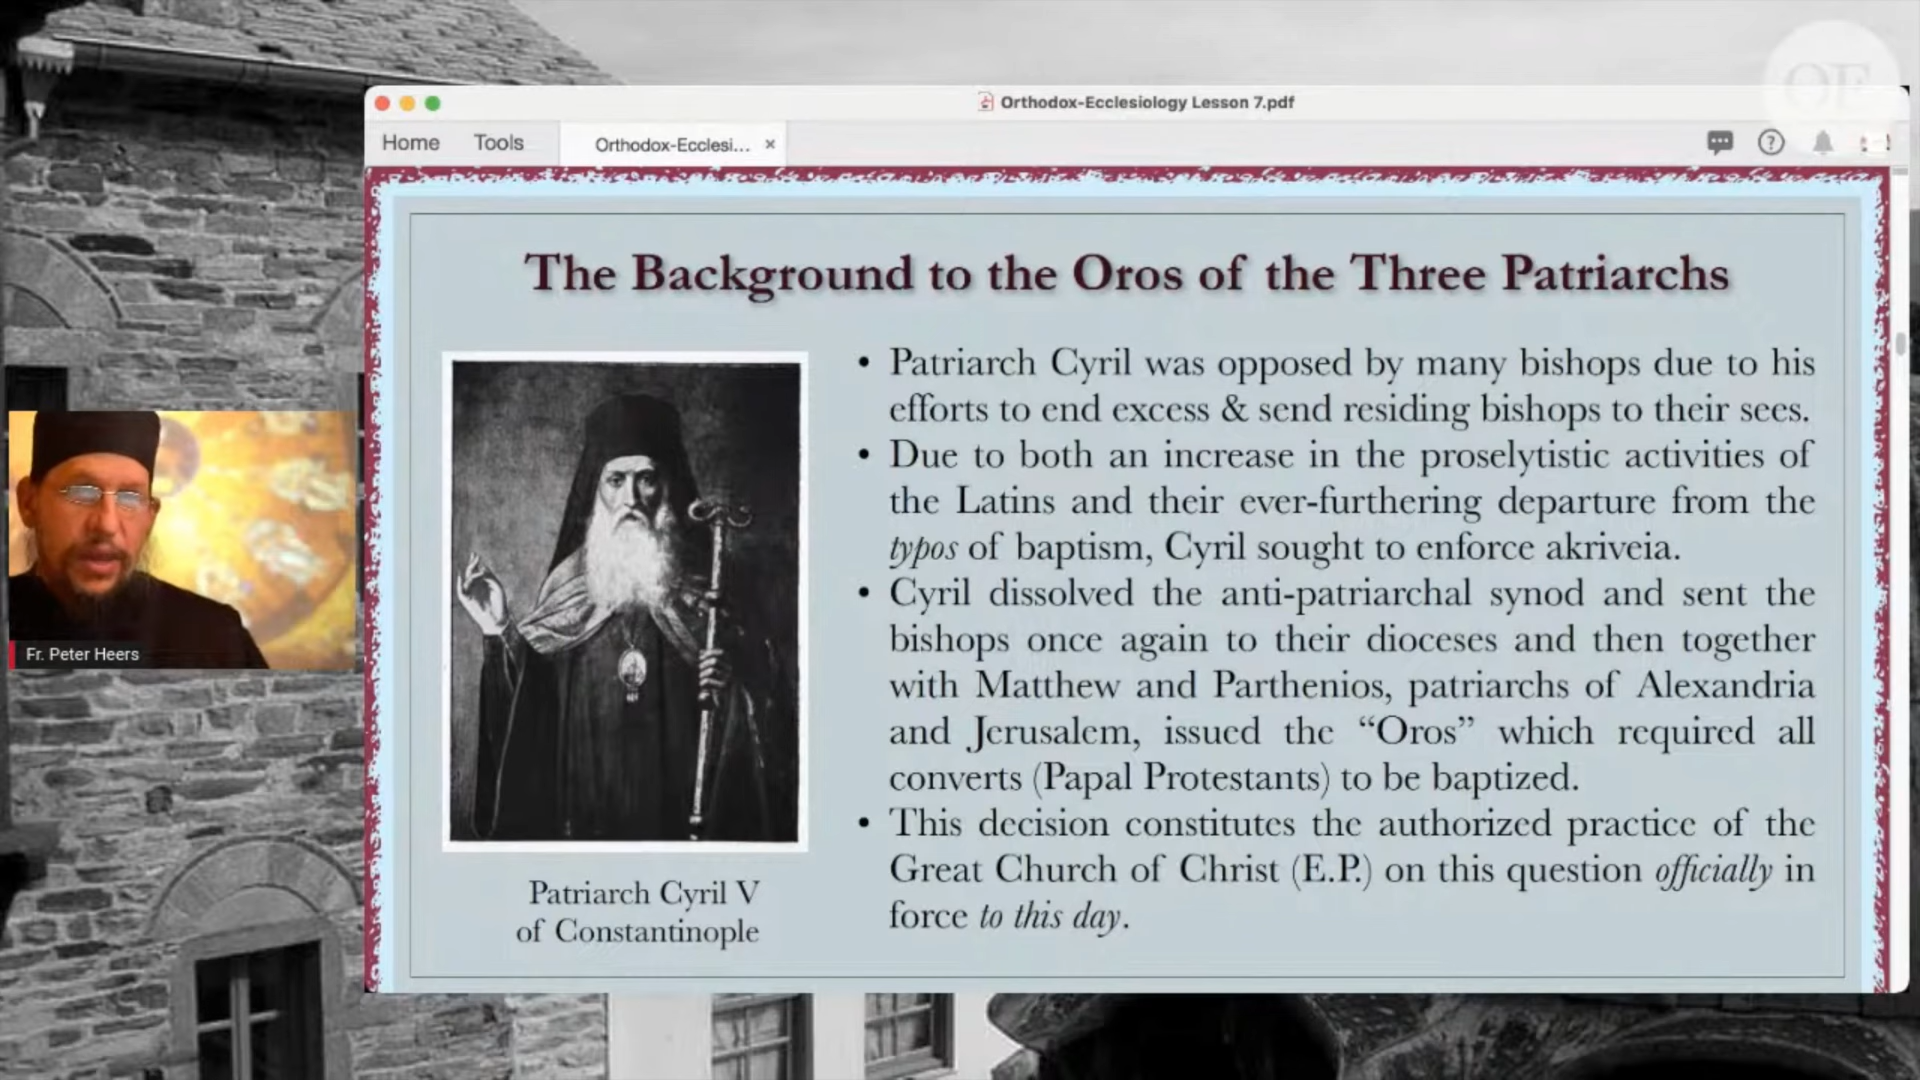 OF
Orthodox-Ecclesiology Lesson 7.pdf
Home
Tools
Orthodox-Ecclesi...
The Background to the Oros of the Three Patriarchs
• Patriarch Cyril was opposed by many bishops due to his
efforts to end excess & send residing bishops to their sees.
• Due to both an increase in the proselytistic activities of
the Latins and their ever-furthering departure from the
typos of baptism, Cyril sought to enforce akriveia.
• Cyril dissolved the anti-patriarchal synod and sent the
bishops once again to their dioceses and then together
with Matthew and Parthenios, patriarchs of Alexandria
and Jerusalem, issued the “Oros” which required all
converts (Papal Protestants) to be baptized.
• This decision constitutes the authorized practice of the
Great Church of Christ (E.P.) on this question officially in
force to this day.
Patriarch Cyril V
of Constantinople
Fr. Peter Heers